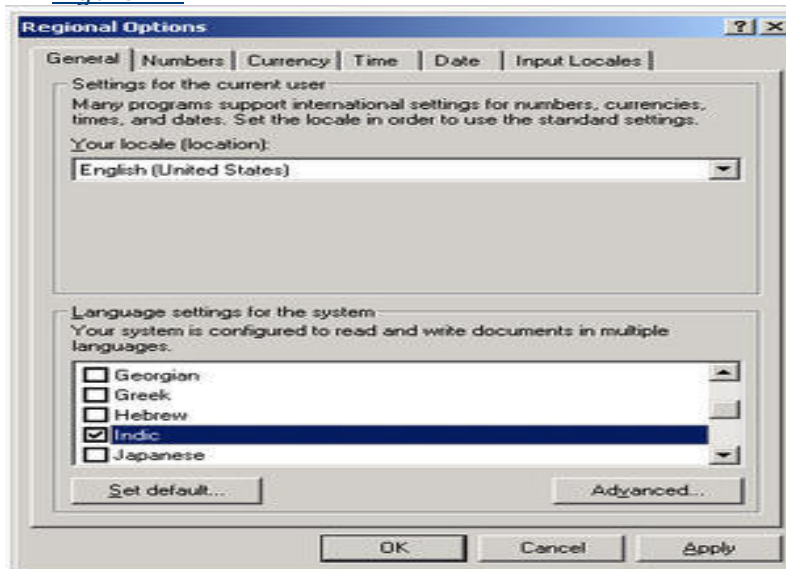 Regional Options
General Numbers Currency Time Date Input Locales
Settings for the current user
Many programs support international settings for numbers, currencies,
times, and dates. Set the locale in order to use the standard settings.
Your locale (location):
English (United States)
Language settings for the system
Your system is configured to read and write documents in multiple
languages.
Georgian
Greek
Hebrew
Indic
Japanese
Set default... Advanced...
OK Cancel Apply